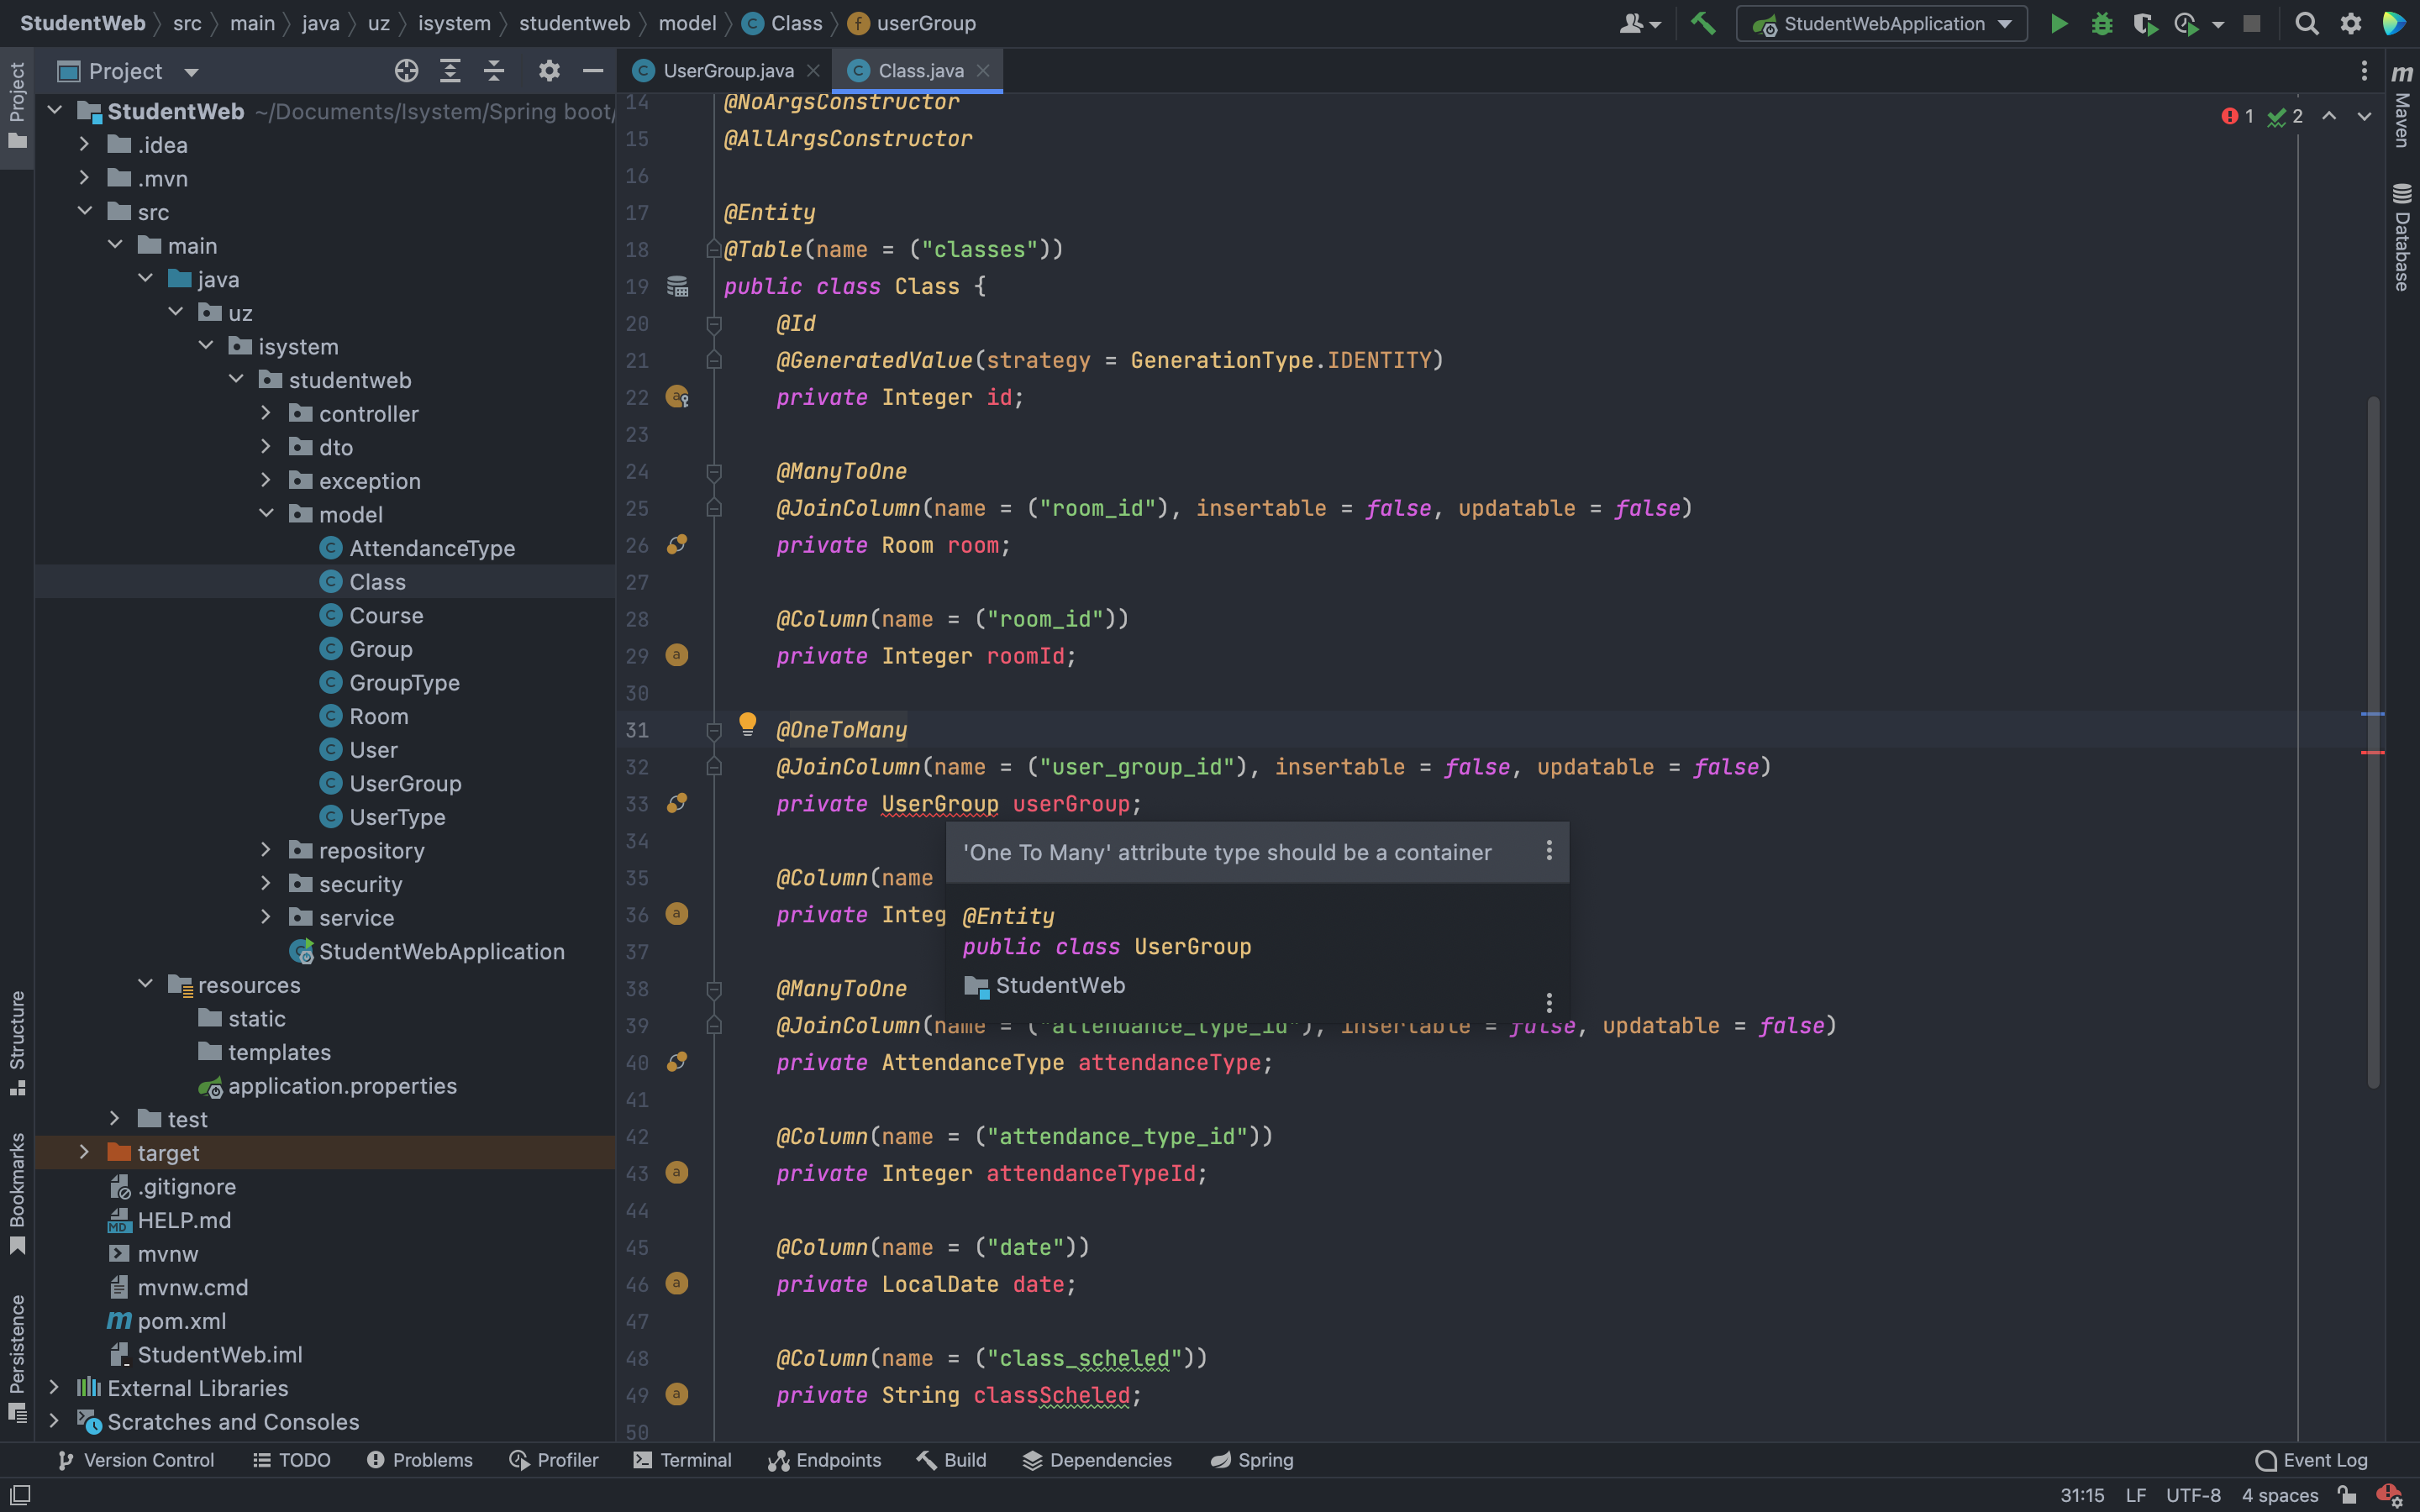 StudentWeb src main java uz isystem studentweb model Class userGroup
StudentWebApplication
Project
UserGroup.java
Class.java
Project
StudentWeb ~/Documents/Isystem/Spring boot/
.idea
.mvn
src
main
java
uz
isystem
studentweb
controller
dto
exception
model
AttendanceType
Class
Course
Group
GroupType
Room
User
UserGroup
UserType
repository
security
service
StudentWebApplication
resources
static
templates
application.properties
test
target
.gitignore
HELP.md
mvnw
mvnw.cmd
pom.xml
StudentWeb.iml
External Libraries
Scratches and Consoles
Structure
Bookmarks
Persistence
1 2
14 @NoArgsConstructor
15 @AllArgsConstructor
16
17 @Entity
18 @Table(name = ("classes"))
19 public class Class {
20 @Id
21 @GeneratedValue(strategy = GenerationType.IDENTITY)
22 private Integer id;
23
24 @ManyToOne
25 @JoinColumn(name = ("room_id"), insertable = false, updatable = false)
26 private Room room;
27
28 @Column(name = ("room_id"))
29 private Integer roomId;
30
31 @OneToMany
32 @JoinColumn(name = ("user_group_id"), insertable = false, updatable = false)
33 private UserGroup userGroup;
34
35 @Column(name
36 private Integ
37
38 @ManyToOne
39 @JoinColumn(name = ("attendance_type_id"), insertable = false, updatable = false)
40 private AttendanceType attendanceType;
41
42 @Column(name = ("attendance_type_id"))
43 private Integer attendanceTypeId;
44
45 @Column(name = ("date"))
46 private LocalDate date;
47
48 @Column(name = ("class_scheled"))
49 private String classScheled;
50
'One To Many' attribute type should be a container
@Entity
public class UserGroup
StudentWeb
Maven
Database
Version Control TODO Problems Profiler Terminal Endpoints Build Dependencies Spring Event Log
31:15 LF UTF-8 4 spaces